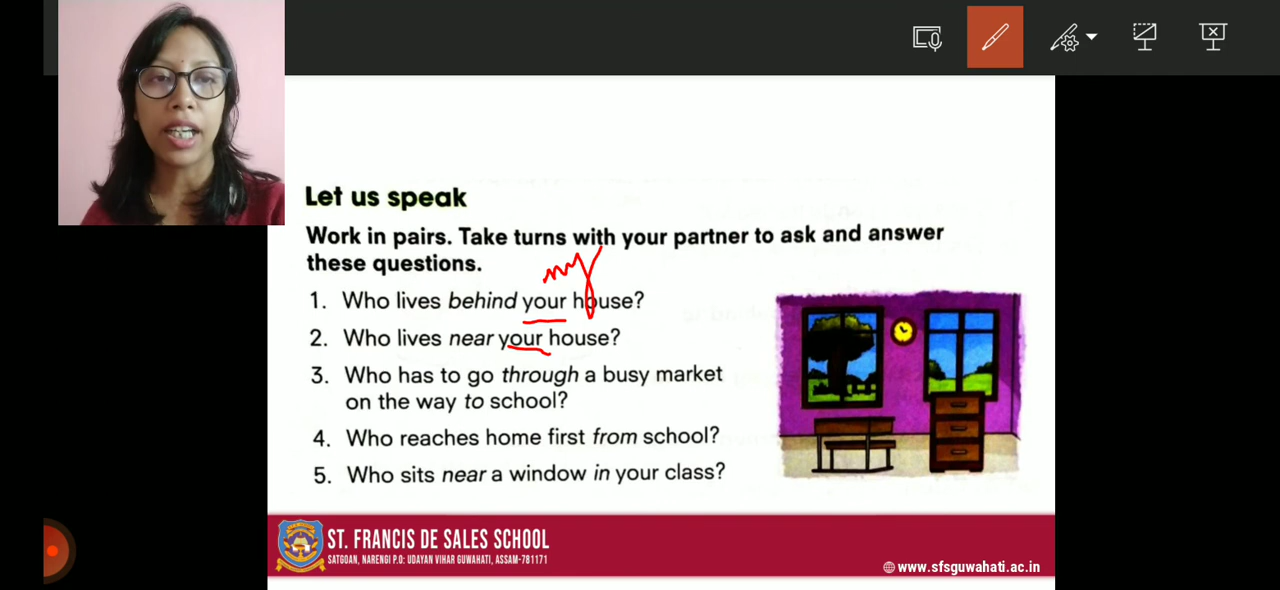 Let us speak
Work in pairs. Take turns with your partner to ask and answer
these questions.
my
1. Who lives behind your house?
2. Who lives near your house?
3. Who has to go through a busy market
on the way to school?
4. Who reaches home first from school?
5. Who sits near a window in your class?
ST. FRANCIS DE SALES SCHOOL
SATGOAN, NARENGI P.O: UDAYAN VIHAR GUWAHATI, ASSAM-781171
www.sfsguwahati.ac.in